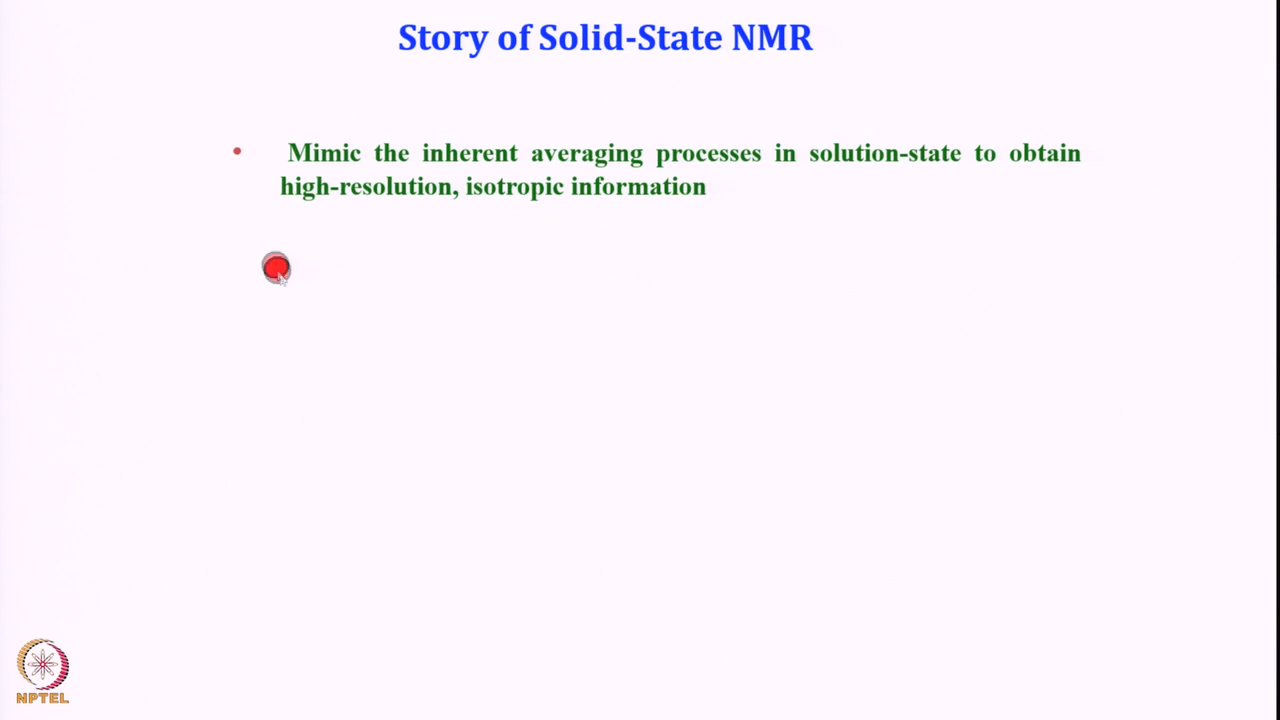 Story of Solid-State NMR
• Mimic the inherent averaging processes in solution-state to obtain
high-resolution, isotropic information
NPTEL